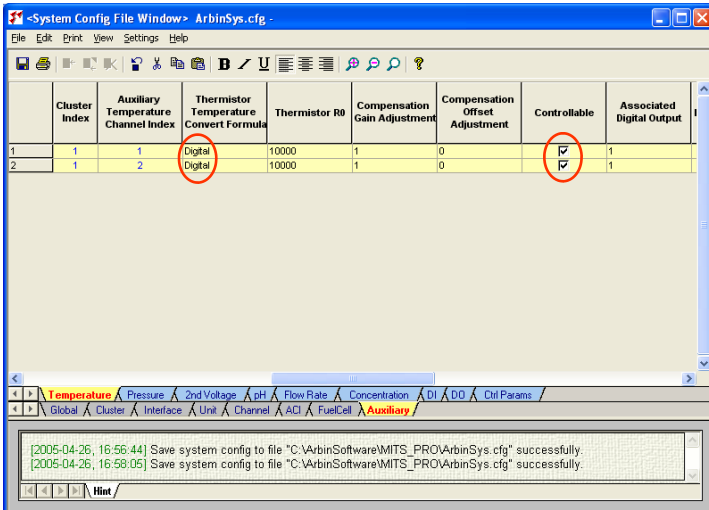 <System Config File Window> ArbinSys.cfg -
File Edit Print View Settings Help
B I U
Cluster Index Auxiliary Temperature Channel Index Thermistor Temperature Convert Formula Thermistor R0 Compensation Gain Adjustment Compensation Offset Adjustment Controllable Associated Digital Output
1 1 1 Digital 10000 1 0 1
2 1 2 Digital 10000 1 0 1
Temperature Pressure 2nd Voltage pH Flow Rate Concentration DI DO Ctrl Params
Global Cluster Interface Unit Channel ACI FuelCell Auxiliary
[2005-04-26, 16:56:44] Save system config to file "C:\ArbinSoftware\MITS_PRO\ArbinSys.cfg" successfully.
[2005-04-26, 16:58:05] Save system config to file "C:\ArbinSoftware\MITS_PRO\ArbinSys.cfg" successfully.
Hint